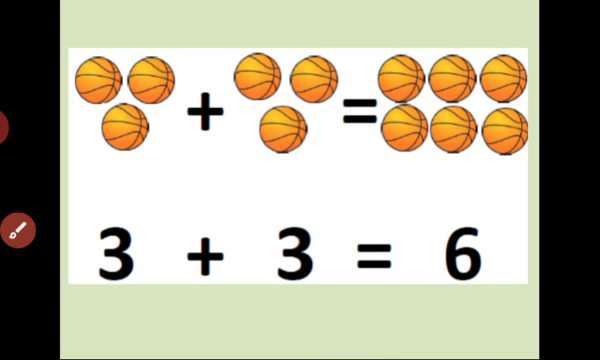 + =
3 + 3 = 6